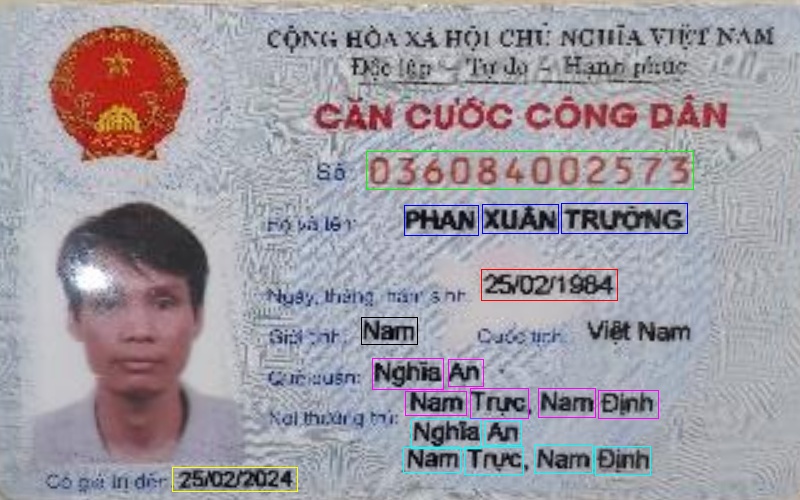 CỘNG HÒA XÃ HỘI CHỦ NGHĨA VIỆT NAM
Độc lập - Tự do - Hạnh phúc
CĂN CƯỚC CÔNG DÂN
Số 036084002573
Họ và tên: PHAN XUÂN TRƯỜNG
Ngày, tháng, năm sinh: 25/02/1984
Giới tính: Nam Quốc tịch: Việt Nam
Quê quán: Nghĩa An
Nam Trực, Nam Định
Nơi thường trú: Nghĩa An
Nam Trực, Nam Định
Có giá trị đến: 25/02/2024